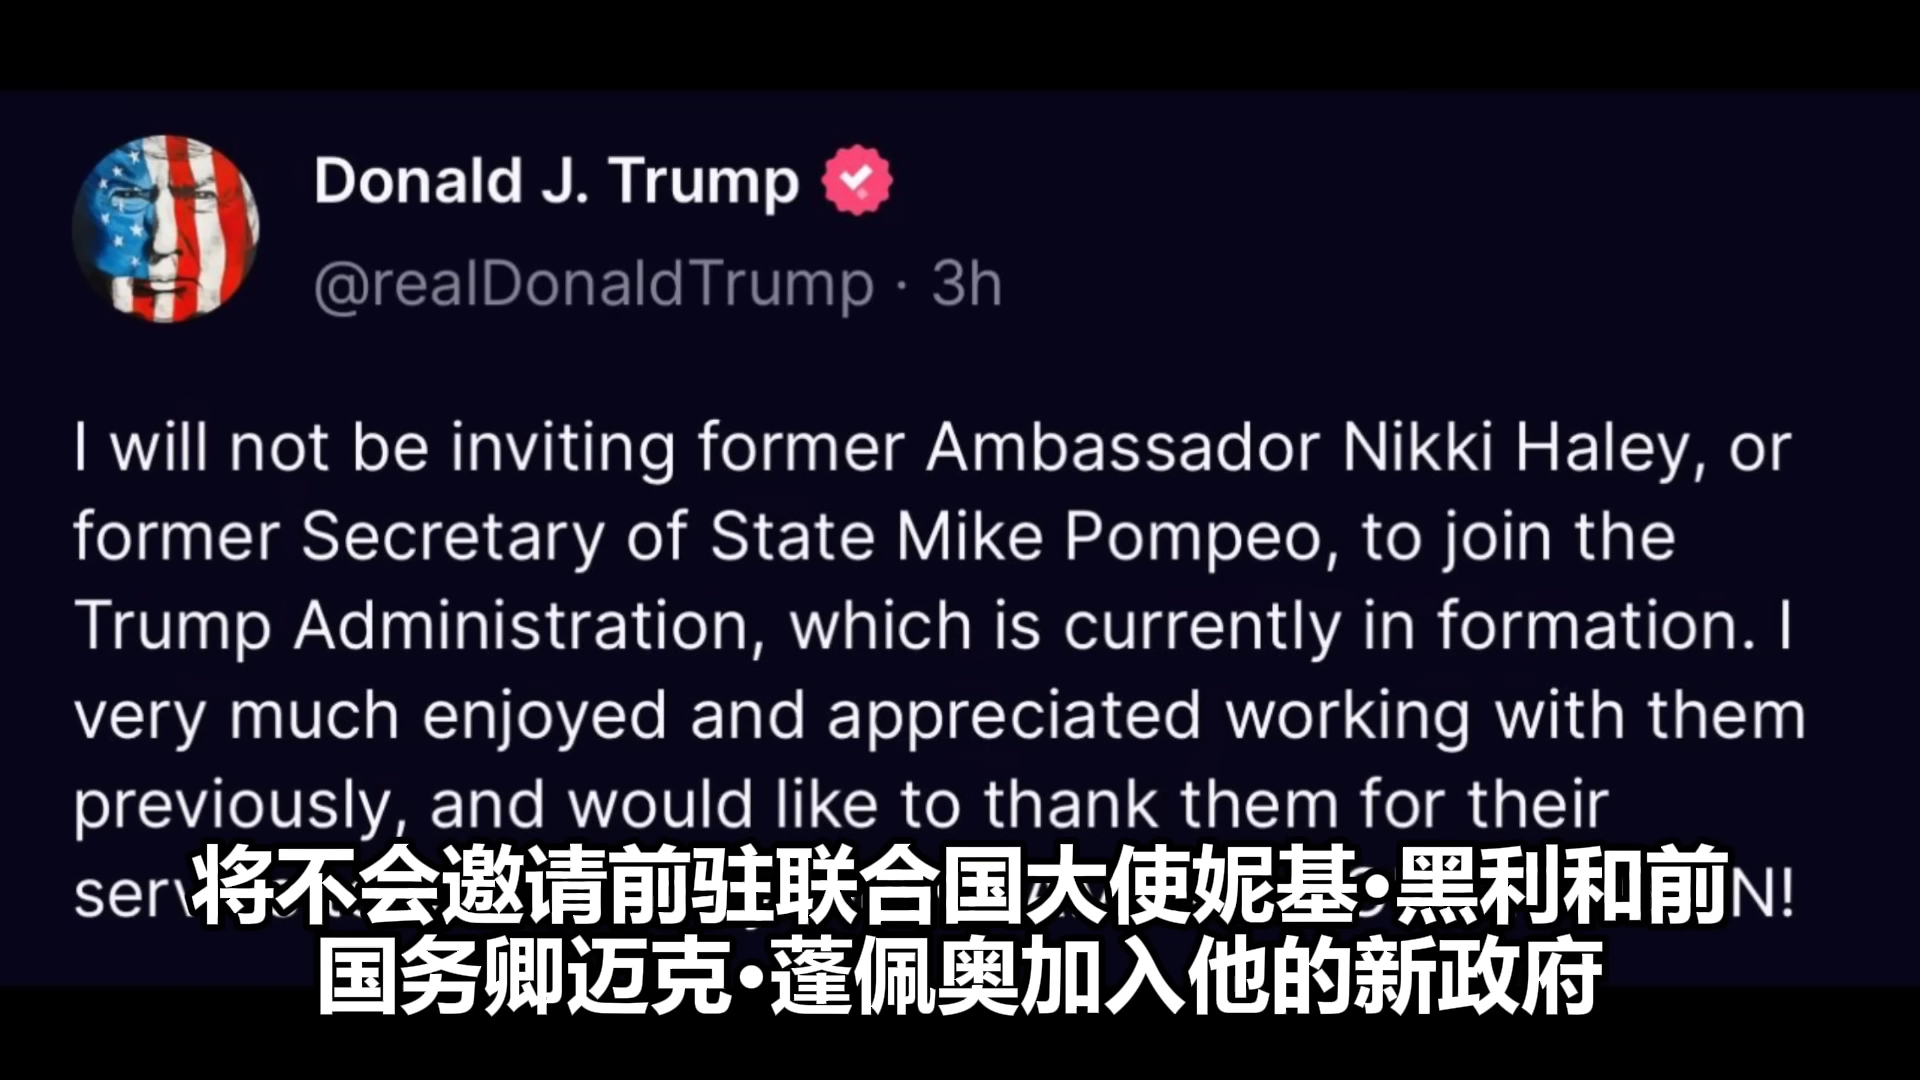 Donald J. Trump
@realDonaldTrump · 3h
I will not be inviting former Ambassador Nikki Haley, or
former Secretary of State Mike Pompeo, to join the
Trump Administration, which is currently in formation. I
very much enjoyed and appreciated working with them
previously, and would like to thank them for their
将不会邀请前驻联合国大使妮基·黑利和前
国务卿迈克·蓬佩奥加入他的新政府